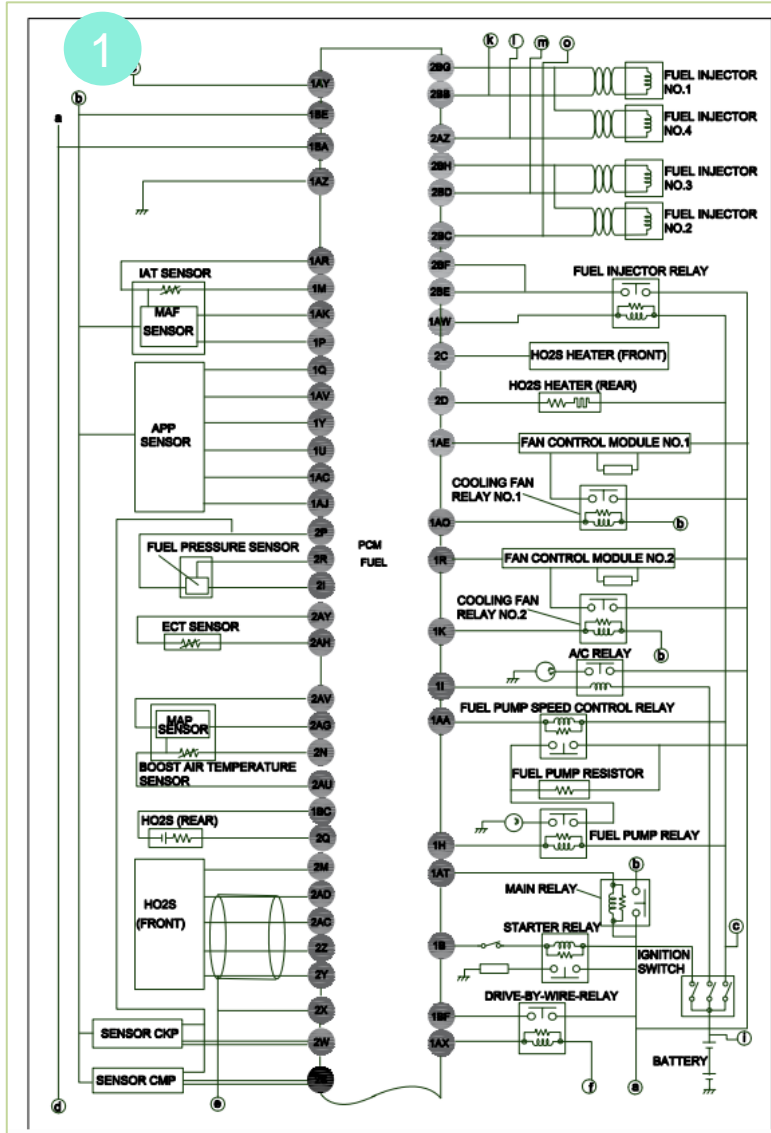 1
b
a
1AY
1BE
1BA
1AZ
1AR
IAT SENSOR
1M
MAF
SENSOR
1AK
1P
1Q
1AV
1Y
APP
SENSOR
1U
1AC
1AJ
2P
FUEL PRESSURE SENSOR
2R
2I
2AY
ECT SENSOR
2AH
2AV
MAP
SENSOR
2AG
2N
BOOST AIR TEMPERATURE
SENSOR
2AU
1BC
HO2S (REAR)
2Q
2M
2AD
HO2S
(FRONT)
2AC
2Z
2Y
2X
SENSOR CKP
2W
SENSOR CMP
d
e
PCM
FUEL
k
l
m
o
2BG
FUEL INJECTOR
NO.1
2BB
FUEL INJECTOR
NO.4
2AZ
2BH
FUEL INJECTOR
NO.3
2BD
FUEL INJECTOR
NO.2
2BC
2BF
FUEL INJECTOR RELAY
2BE
1AW
2C
HO2S HEATER (FRONT)
HO2S HEATER (REAR)
2D
1AE
FAN CONTROL MODULE NO.1
COOLING FAN
RELAY NO.1
1AO
b
1R
FAN CONTROL MODULE NO.2
COOLING FAN
RELAY NO.2
1K
b
A/C RELAY
1I
FUEL PUMP SPEED CONTROL RELAY
1AA
FUEL PUMP RESISTOR
FUEL PUMP RELAY
1H
1AT
b
MAIN RELAY
STARTER RELAY
c
1B
IGNITION
SWITCH
DRIVE-BY-WIRE-RELAY
1BF
1AX
i
BATTERY
f
a